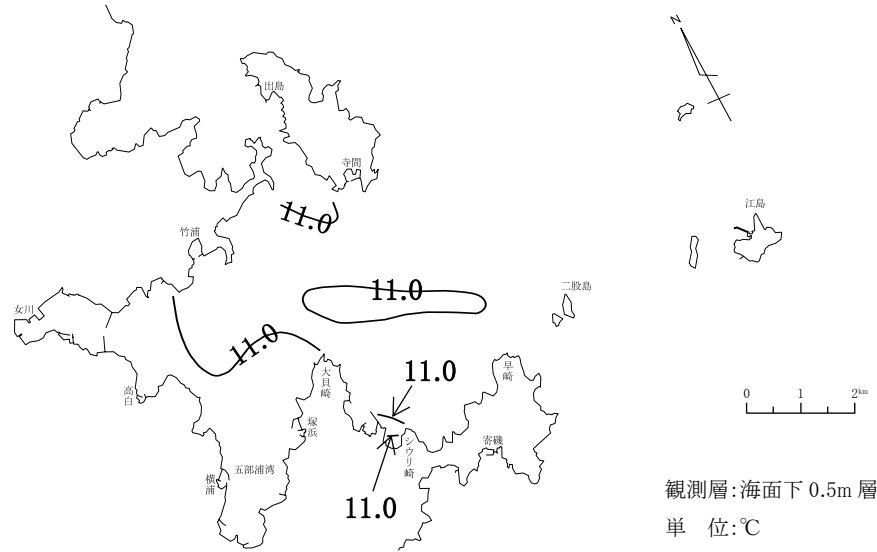 N
出島
寺間
11.0
江島
竹浦
11.0
二股島
女川
11.0
大貝崎
11.0
早崎
高白
0 1 2km
塚浜
シウリ崎
寄磯
五部浦湾
横浦
11.0
観測層:海面下 0.5m 層
単 位:℃